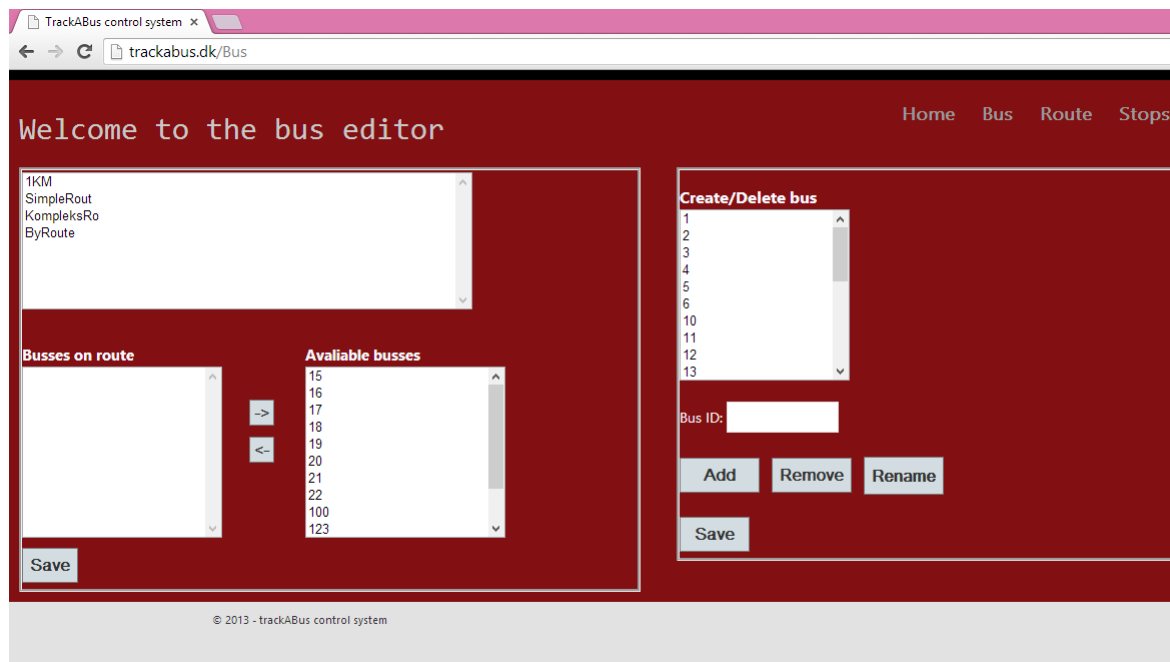 TrackABus control system
trackabus.dk/Bus
Welcome to the bus editor
Home Bus Route Stops
1KM
SimpleRout
KompleksRo
ByRoute
Busses on route
Avaliable busses
15
16
17
18
19
20
21
22
100
123
->
<-
Save
Create/Delete bus
1
2
3
4
5
6
10
11
12
13
Bus ID:
Add Remove Rename
Save
© 2013 - trackABus control system